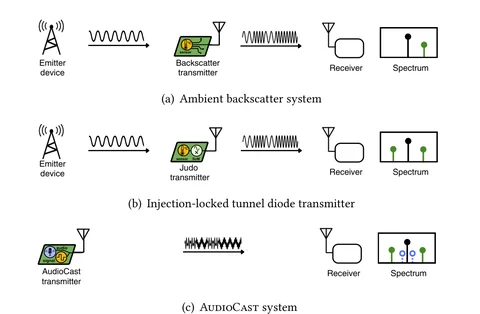 Emitter
device
Backscatter
transmitter
Receiver
Spectrum
(a) Ambient backscatter system
Emitter
device
Judo
transmitter
Receiver
Spectrum
(b) Injection-locked tunnel diode transmitter
AudioCast
transmitter
Receiver
Spectrum
(c) AUDIOCAST system